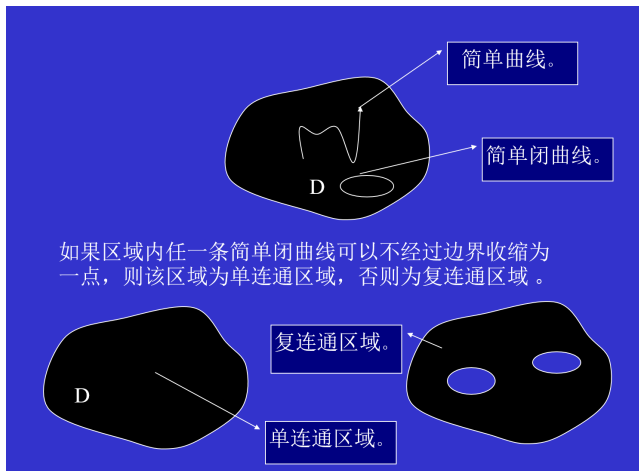 简单曲线。
简单闭曲线。
D
如果区域内任一条简单闭曲线可以不经过边界收缩为
一点，则该区域为单连通区域，否则为复连通区域 。
复连通区域。
D
单连通区域。